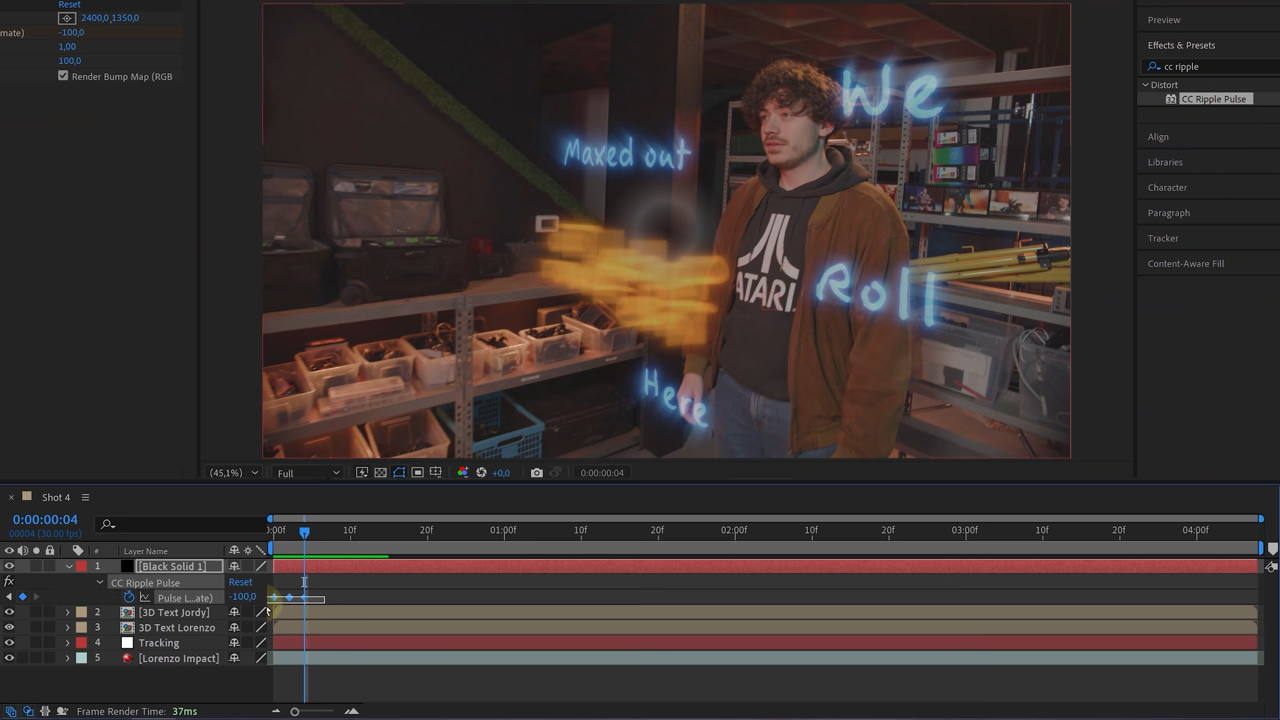 Reset
2400,0,1350,0
mate) -100,0
1,00
100,0
Render Bump Map (RGB
We
Maxed out
ATARI
Roll
Here
Preview
Effects & Presets
cc ripple
Distort
32 CC Ripple Pulse
Align
Libraries
Character
Paragraph
Tracker
Content-Aware Fill
(45,1%) Full +0,0 0:00:00:04
Shot 4
0:00:00:04
00004 (30.00 fps)
:00f 10f 20f 01:00f 10f 20f 02:00f 10f 20f 03:00f 10f 20f 04:00f
# Layer Name
1 [Black Solid 1]
fx CC Ripple Pulse Reset
Pulse L...ate) -100,0
2 [3D Text Jordy]
3 3D Text Lorenzo
4 Tracking
5 [Lorenzo Impact]
Frame Render Time: 37ms